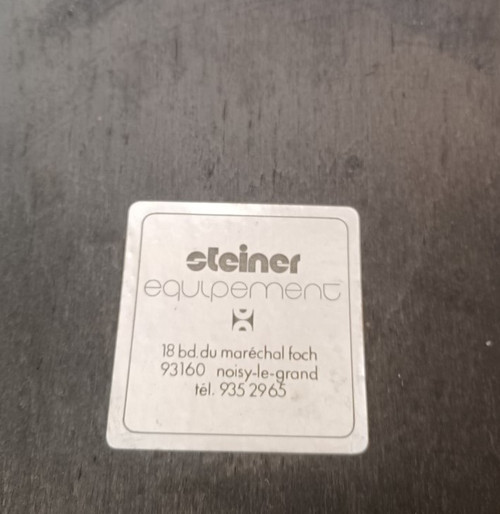 steiner
equipement
18 bd. du maréchal foch
93160 noisy-le-grand
tél. 935 2965